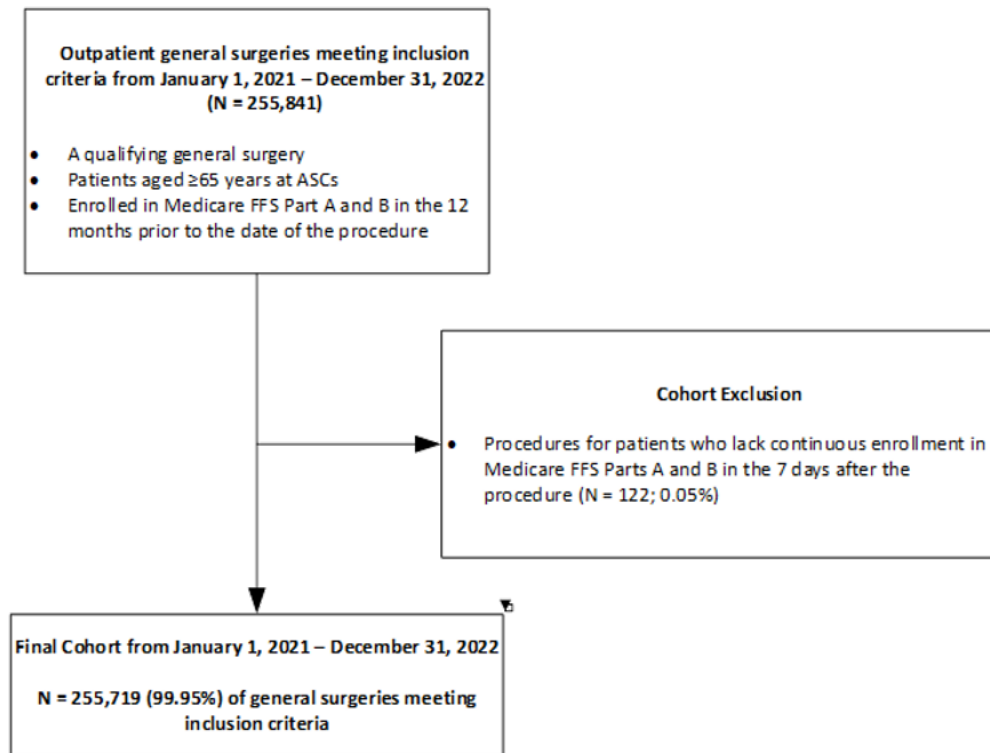 Outpatient general surgeries meeting inclusion
criteria from January 1, 2021 – December 31, 2022
(N = 255,841)
• A qualifying general surgery
• Patients aged ≥65 years at ASCs
• Enrolled in Medicare FFS Part A and B in the 12
months prior to the date of the procedure
Cohort Exclusion
• Procedures for patients who lack continuous enrollment in
Medicare FFS Parts A and B in the 7 days after the
procedure (N = 122; 0.05%)
Final Cohort from January 1, 2021 – December 31, 2022
N = 255,719 (99.95%) of general surgeries meeting
inclusion criteria